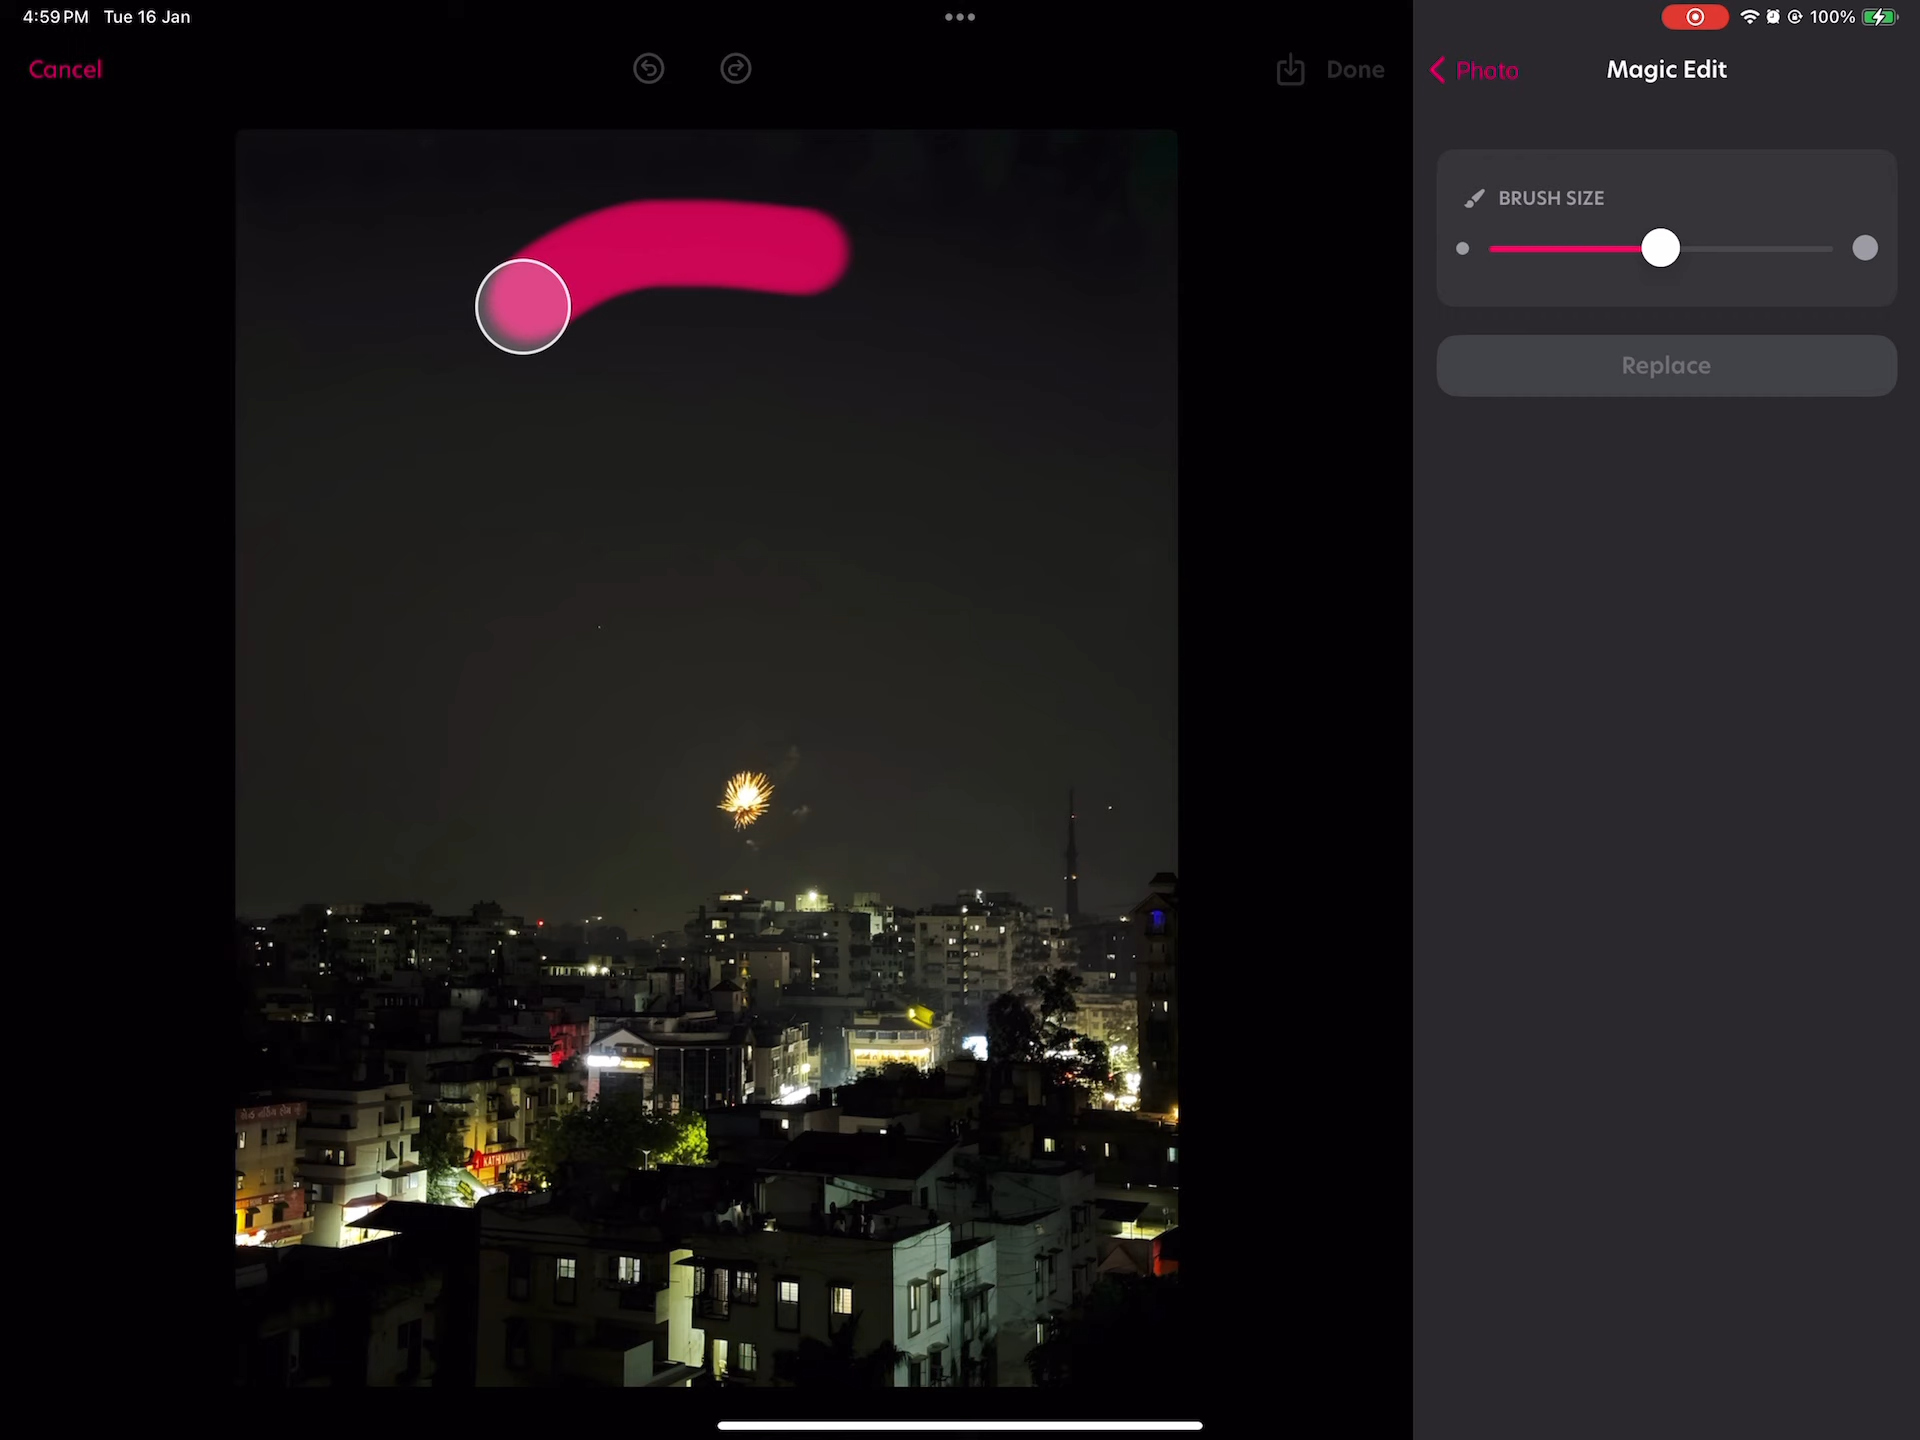 4:59 PM Tue 16 Jan
100%
Cancel
Done
Photo
Magic Edit
BRUSH SIZE
Replace